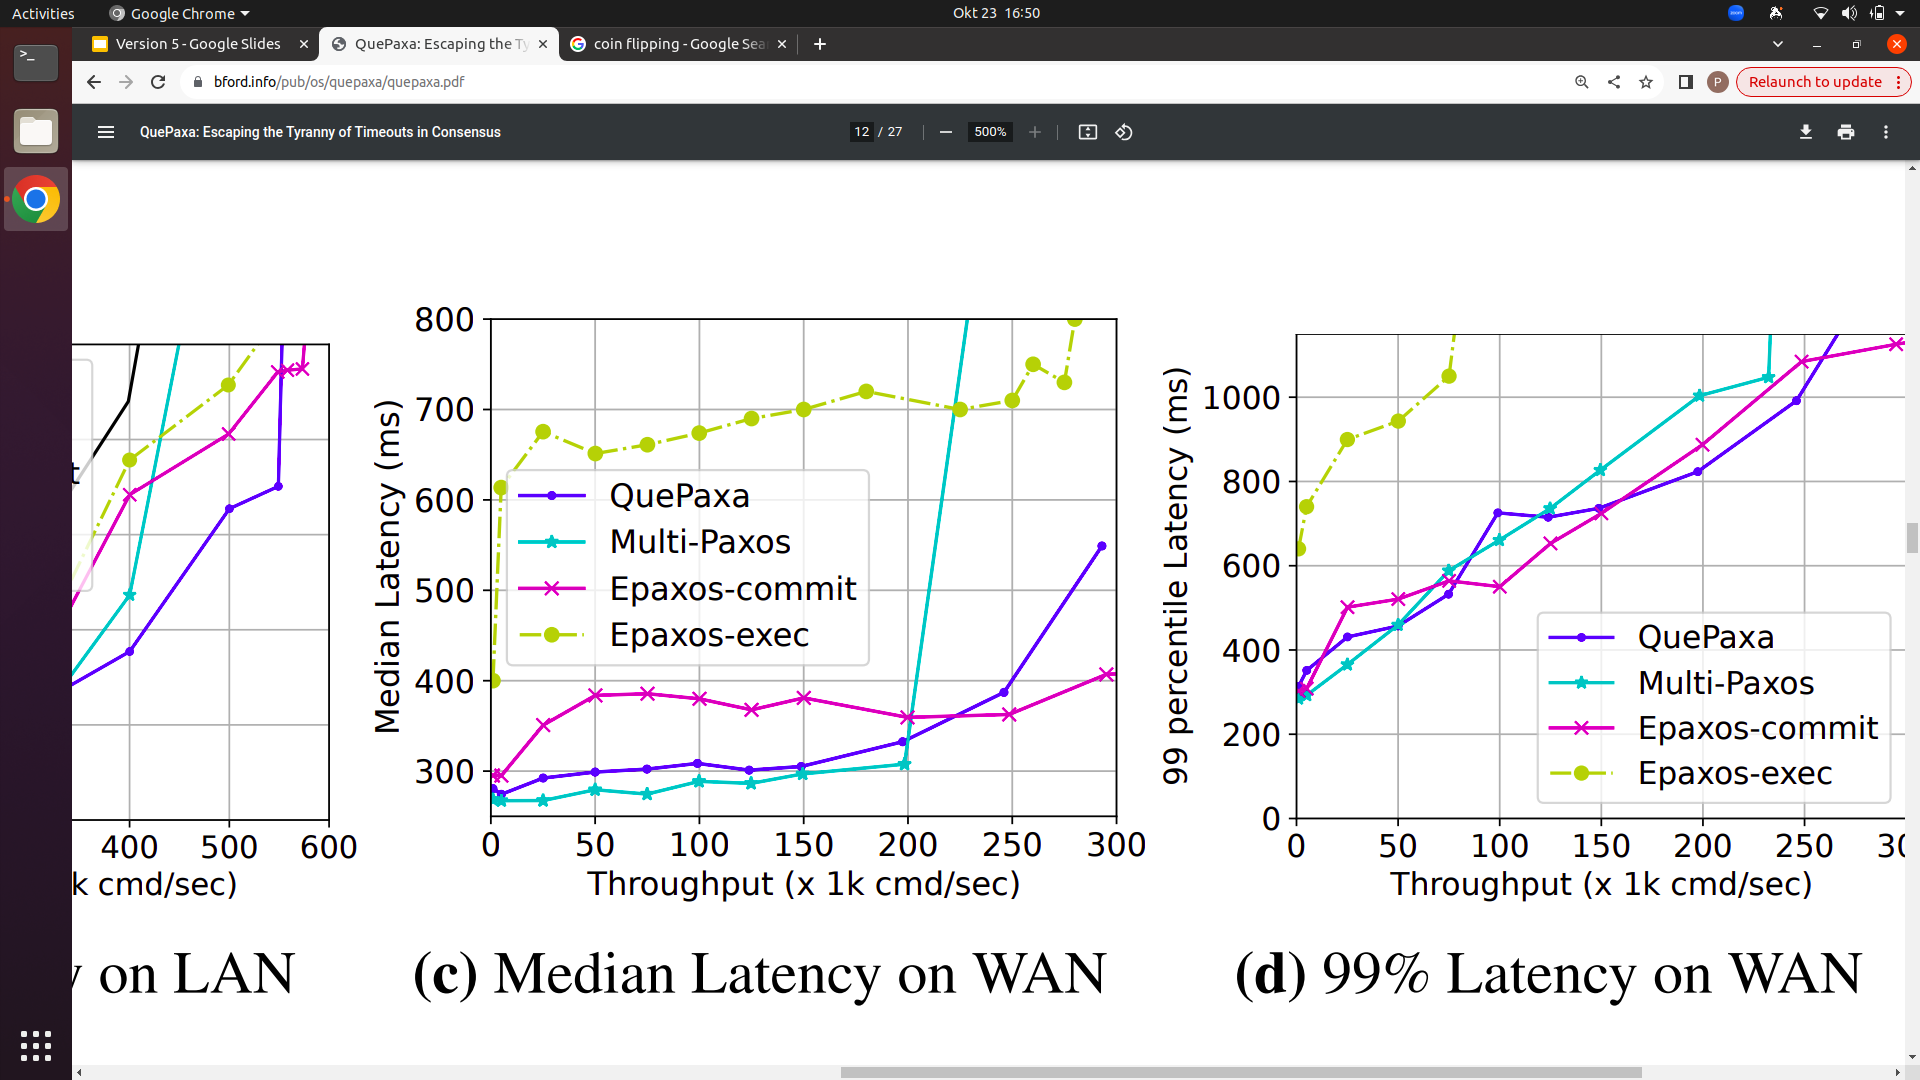 Activities
Google Chrome
Okt 23 16:50
zoom
Version 5 - Google Slides
QuePaxa: Escaping the Ty
coin flipping - Google Sea
bford.info/pub/os/quepaxa/quepaxa.pdf
P
Relaunch to update
QuePaxa: Escaping the Tyranny of Timeouts in Consensus
12 / 27
500%
t
400 500 600
k cmd/sec)
y on LAN
800
700
600
500
400
300
Median Latency (ms)
QuePaxa
Multi-Paxos
Epaxos-commit
Epaxos-exec
0 50 100 150 200 250 300
Throughput (x 1k cmd/sec)
(c) Median Latency on WAN
1000
800
600
400
200
0
99 percentile Latency (ms)
QuePaxa
Multi-Paxos
Epaxos-commit
Epaxos-exec
0 50 100 150 200 250 30
Throughput (x 1k cmd/sec)
(d) 99% Latency on WAN